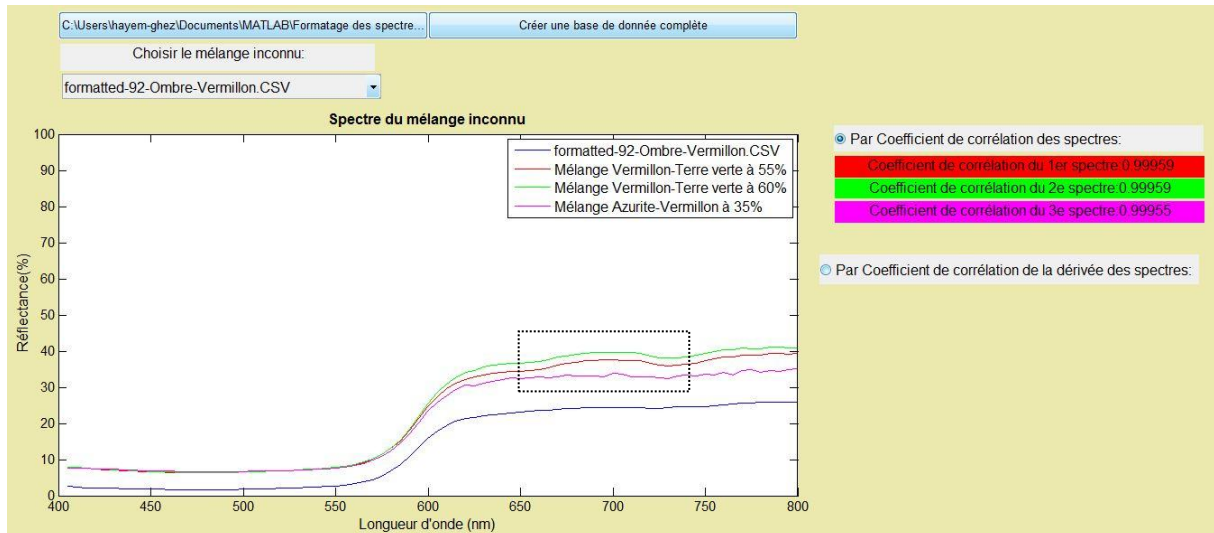 C:\Users\hayem-ghez\Documents\MATLAB\Formatage des spectre...
Créer une base de donnée complète
Choisir le mélange inconnu:
formatted-92-Ombre-Vermillon.CSV
Spectre du mélange inconnu
formatted-92-Ombre-Vermillon.CSV
Mélange Vermillon-Terre verte à 55%
Mélange Vermillon-Terre verte à 60%
Mélange Azurite-Vermillon à 35%
Par Coefficient de corrélation des spectres:
Coefficient de corrélation du 1er spectre:0.99959
Coefficient de corrélation du 2e spectre:0.99959
Coefficient de corrélation du 3e spectre:0.99955
Par Coefficient de corrélation de la dérivée des spectres:
Réflectance(%)
100
90
80
70
60
50
40
30
20
10
0
400 450 500 550 600 650 700 750 800
Longueur d'onde (nm)